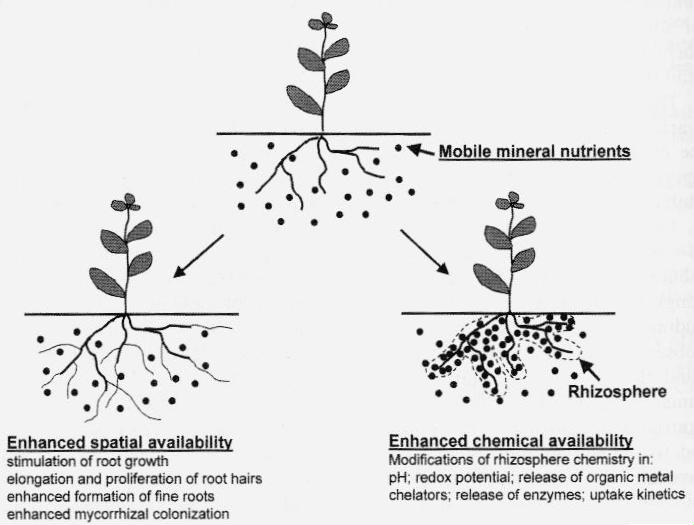 Mobile mineral nutrients
Rhizosphere
Enhanced spatial availability
stimulation of root growth
elongation and proliferation of root hairs
enhanced formation of fine roots
enhanced mycorrhizal colonization
Enhanced chemical availability
Modifications of rhizosphere chemistry in:
pH; redox potential; release of organic metal
chelators; release of enzymes; uptake kinetics